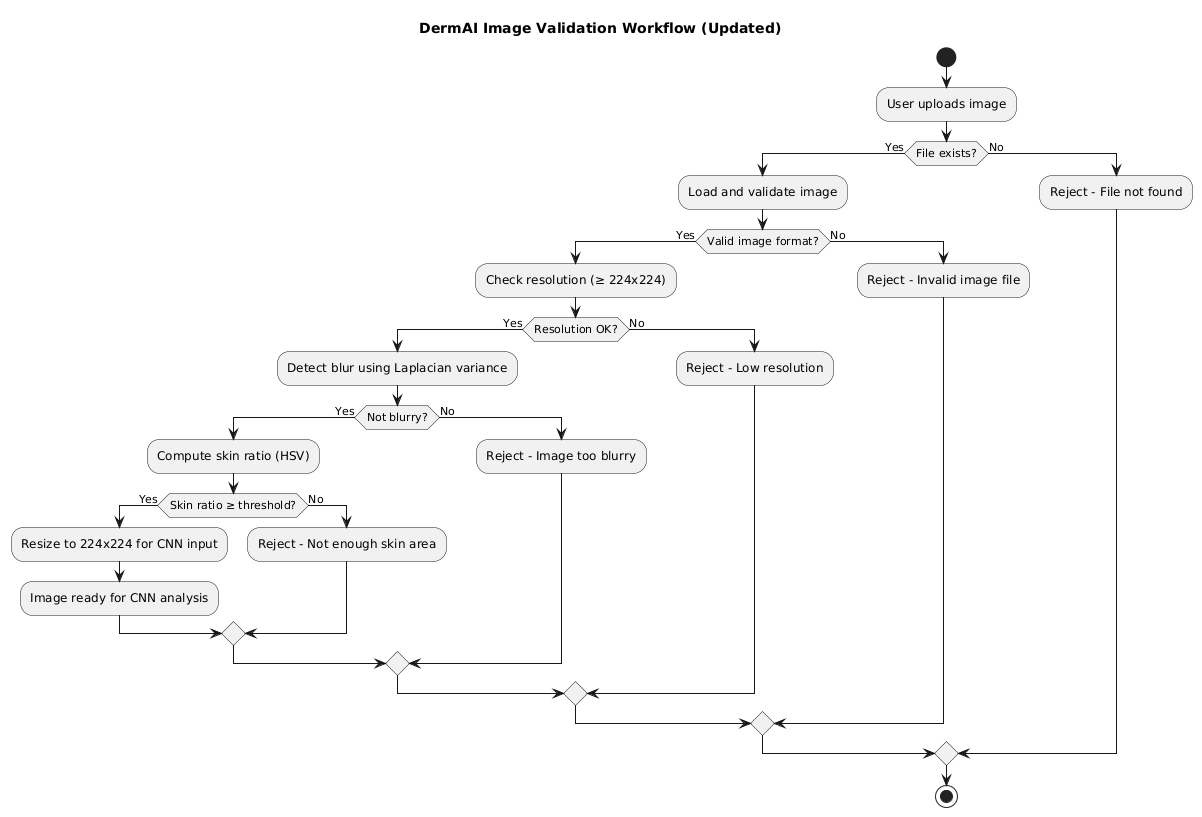 DermAI Image Validation Workflow (Updated)
User uploads image
File exists?
Yes
No
Load and validate image
Reject - File not found
Valid image format?
Yes
No
Check resolution (≥ 224x224)
Reject - Invalid image file
Resolution OK?
Yes
No
Detect blur using Laplacian variance
Reject - Low resolution
Not blurry?
Yes
No
Compute skin ratio (HSV)
Reject - Image too blurry
Skin ratio ≥ threshold?
Yes
No
Resize to 224x224 for CNN input
Reject - Not enough skin area
Image ready for CNN analysis